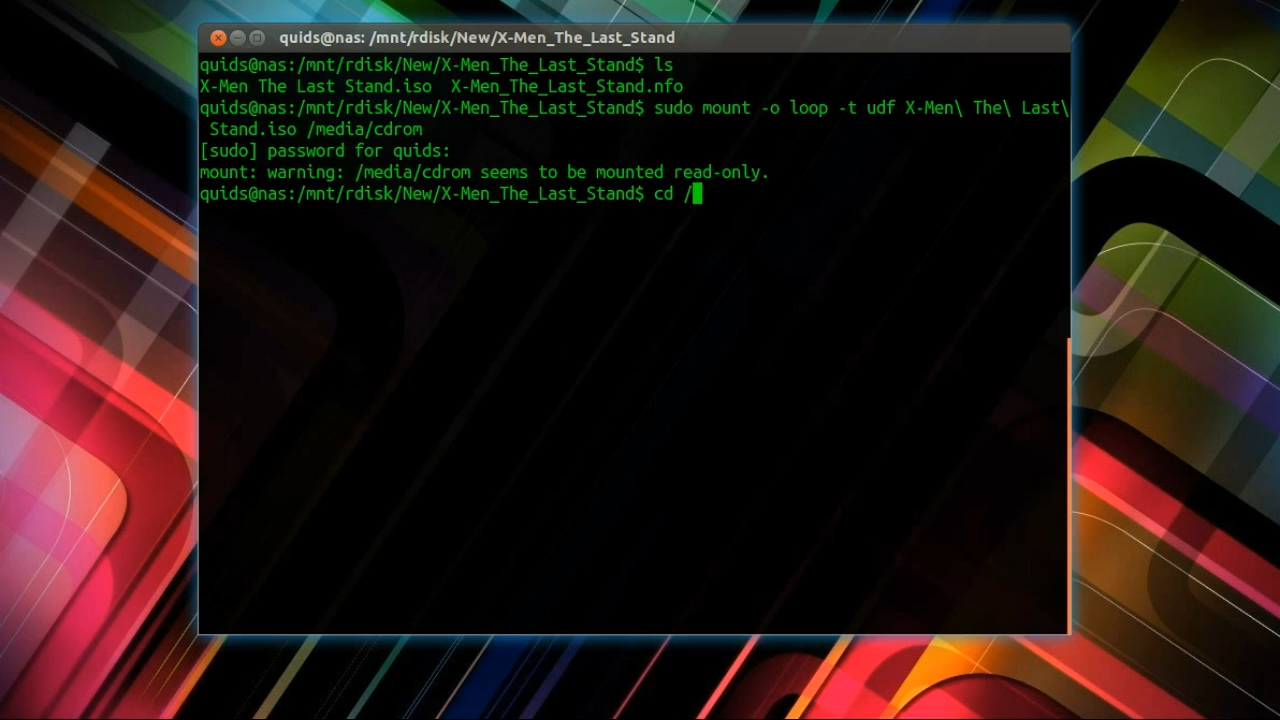 quids@nas: /mnt/rdisk/New/X-Men_The_Last_Stand
quids@nas:/mnt/rdisk/New/X-Men_The_Last_Stand$ ls
X-Men The Last Stand.iso  X-Men_The_Last_Stand.nfo
quids@nas:/mnt/rdisk/New/X-Men_The_Last_Stand$ sudo mount -o loop -t udf X-Men\ The\ Last\
 Stand.iso /media/cdrom
[sudo] password for quids:
mount: warning: /media/cdrom seems to be mounted read-only.
quids@nas:/mnt/rdisk/New/X-Men_The_Last_Stand$ cd /